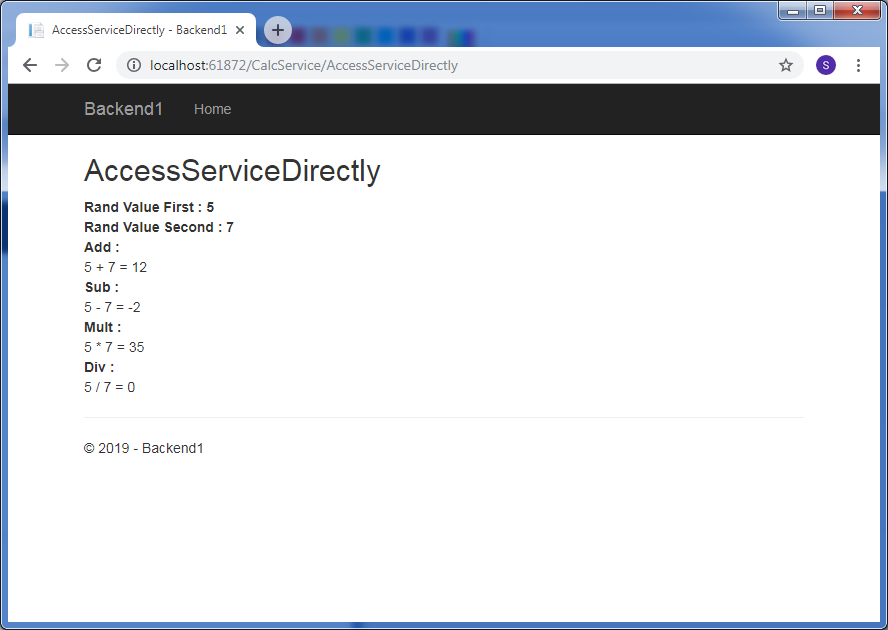 AccessServiceDirectly - Backend1
localhost:61872/CalcService/AccessServiceDirectly
S
Backend1 Home
AccessServiceDirectly
Rand Value First : 5
Rand Value Second : 7
Add :
5 + 7 = 12
Sub :
5 - 7 = -2
Mult :
5 * 7 = 35
Div :
5 / 7 = 0
© 2019 - Backend1